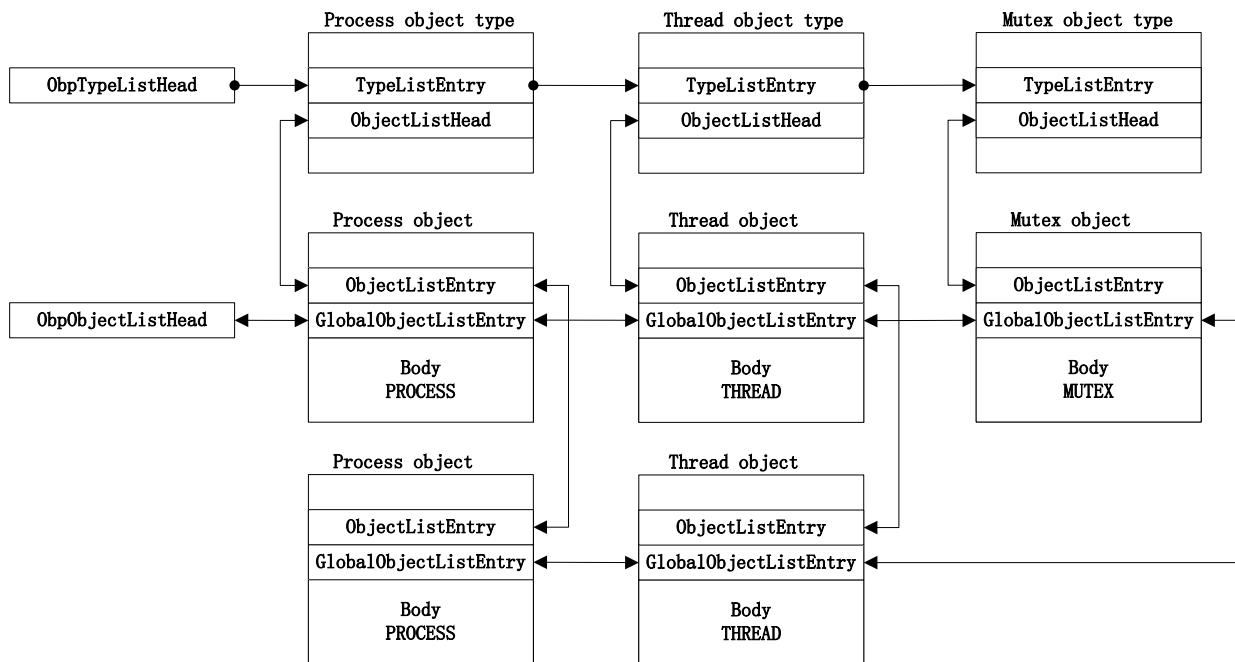 Process object type
Thread object type
Mutex object type
ObpTypeListHead
TypeListEntry
TypeListEntry
TypeListEntry
ObjectListHead
ObjectListHead
ObjectListHead
Process object
Thread object
Mutex object
ObjectListEntry
ObjectListEntry
ObjectListEntry
ObpObjectListHead
GlobalObjectListEntry
GlobalObjectListEntry
GlobalObjectListEntry
Body
PROCESS
Body
THREAD
Body
MUTEX
Process object
Thread object
ObjectListEntry
ObjectListEntry
GlobalObjectListEntry
GlobalObjectListEntry
Body
PROCESS
Body
THREAD